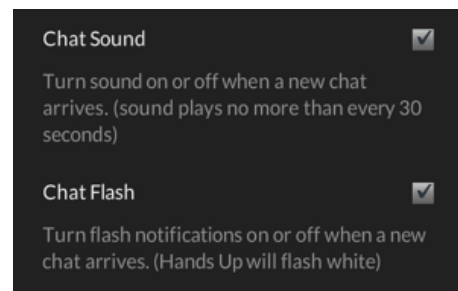 Chat Sound
Turn sound on or off when a new chat
arrives. (sound plays no more than every 30
seconds)
Chat Flash
Turn flash notifications on or off when a new
chat arrives. (Hands Up will flash white)